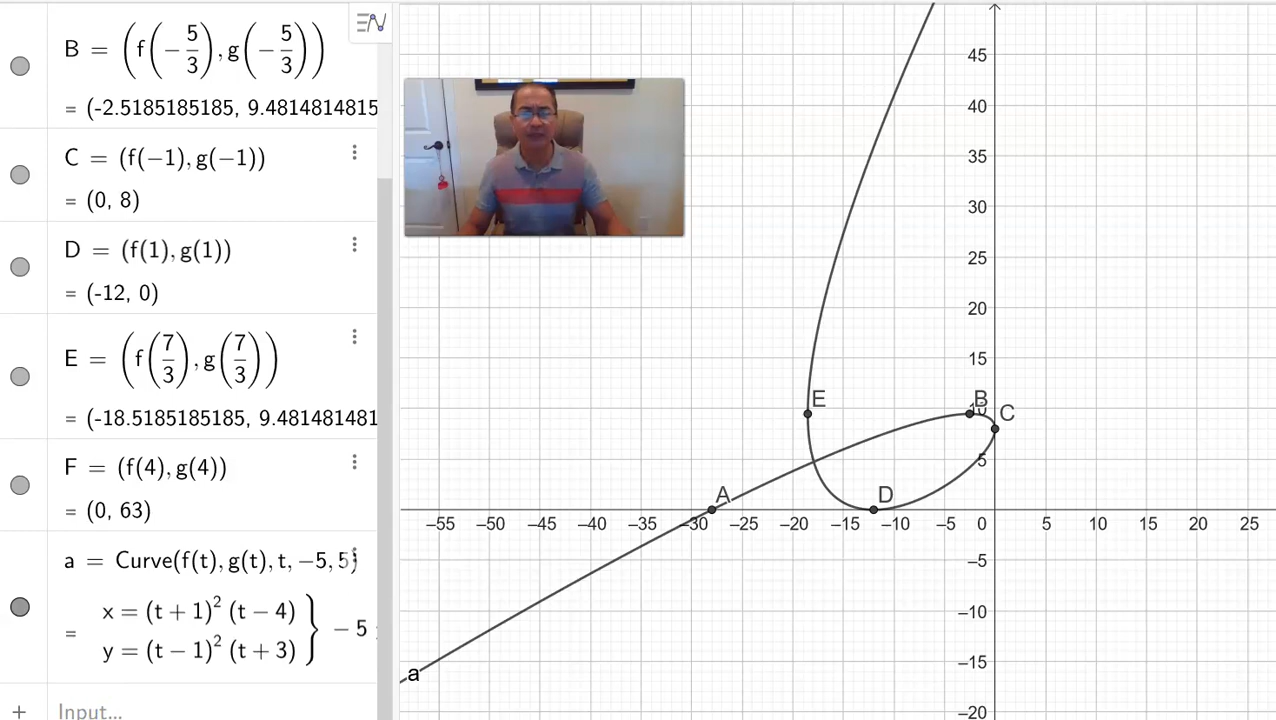 B = (f(−5/3), g(−5/3))
= (-2.5185185185, 9.4814814815
C = (f(−1), g(−1))
= (0, 8)
D = (f(1), g(1))
= (-12, 0)
E = (f(7/3), g(7/3))
= (-18.5185185185, 9.481481481
F = (f(4), g(4))
= (0, 63)
a = Curve(f(t), g(t), t, −5, 5)
= x = (t + 1)² (t − 4)
y = (t − 1)² (t + 3) } − 5
+ Input...
45
40
35
30
25
20
15
10
5
E
B
C
A
D
−55 −50 −45 −40 −35 −30 −25 −20 −15 −10 −5 0 5 10 15 20 25
−5
−10
−15
−20
a